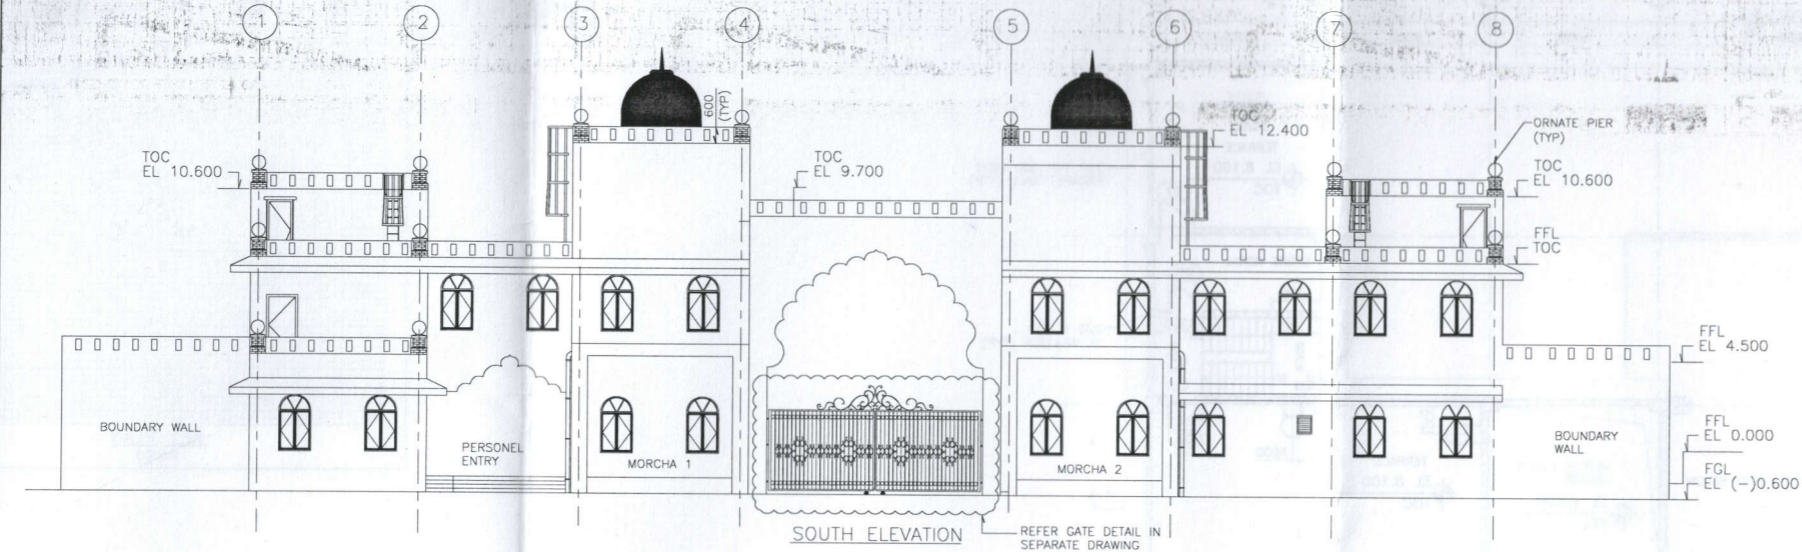 1 2 3 4 5 6 7 8
600
(TYP)
TOC
EL 12.400
ORNATE PIER
(TYP)
TOC
EL 10.600
TOC
EL 9.700
TOC
EL 10.600
FFL
TOC
FFL
EL 4.500
BOUNDARY WALL
PERSONEL
ENTRY
MORCHA 1
MORCHA 2
BOUNDARY
WALL
FFL
EL 0.000
FGL
EL (-)0.600
SOUTH ELEVATION
REFER GATE DETAIL IN
SEPARATE DRAWING